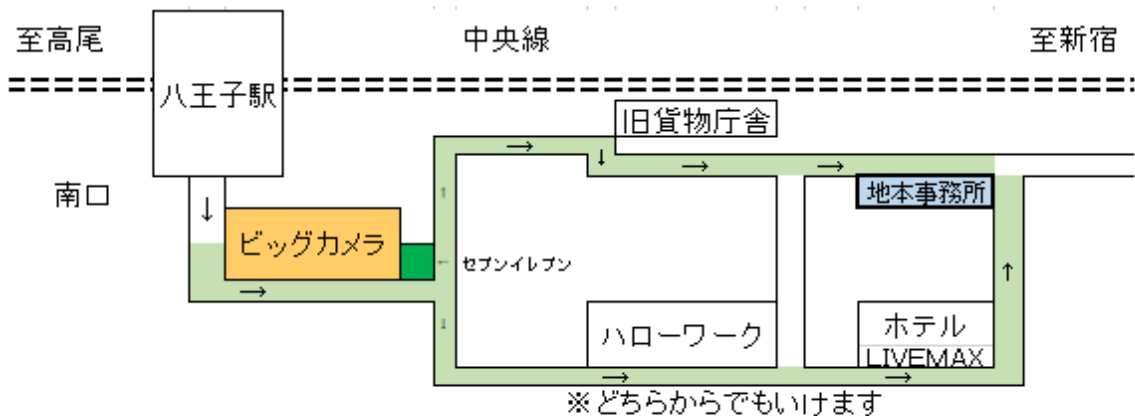 至高尾
中央線
至新宿
八王子駅
旧貨物庁舎
→
↓
→
→
南口
↓
地本事務所
ビッグカメラ
↑
←
セブンイレブン
→
↑
↓
ハローワーク
ホテル
LIVEMAX
→
→
※どちらからでもいけます